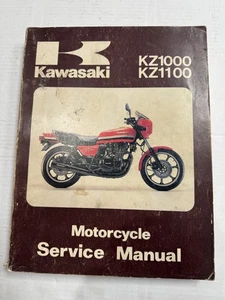 Kawasaki
KZ1000
KZ1100
Motorcycle
Service Manual